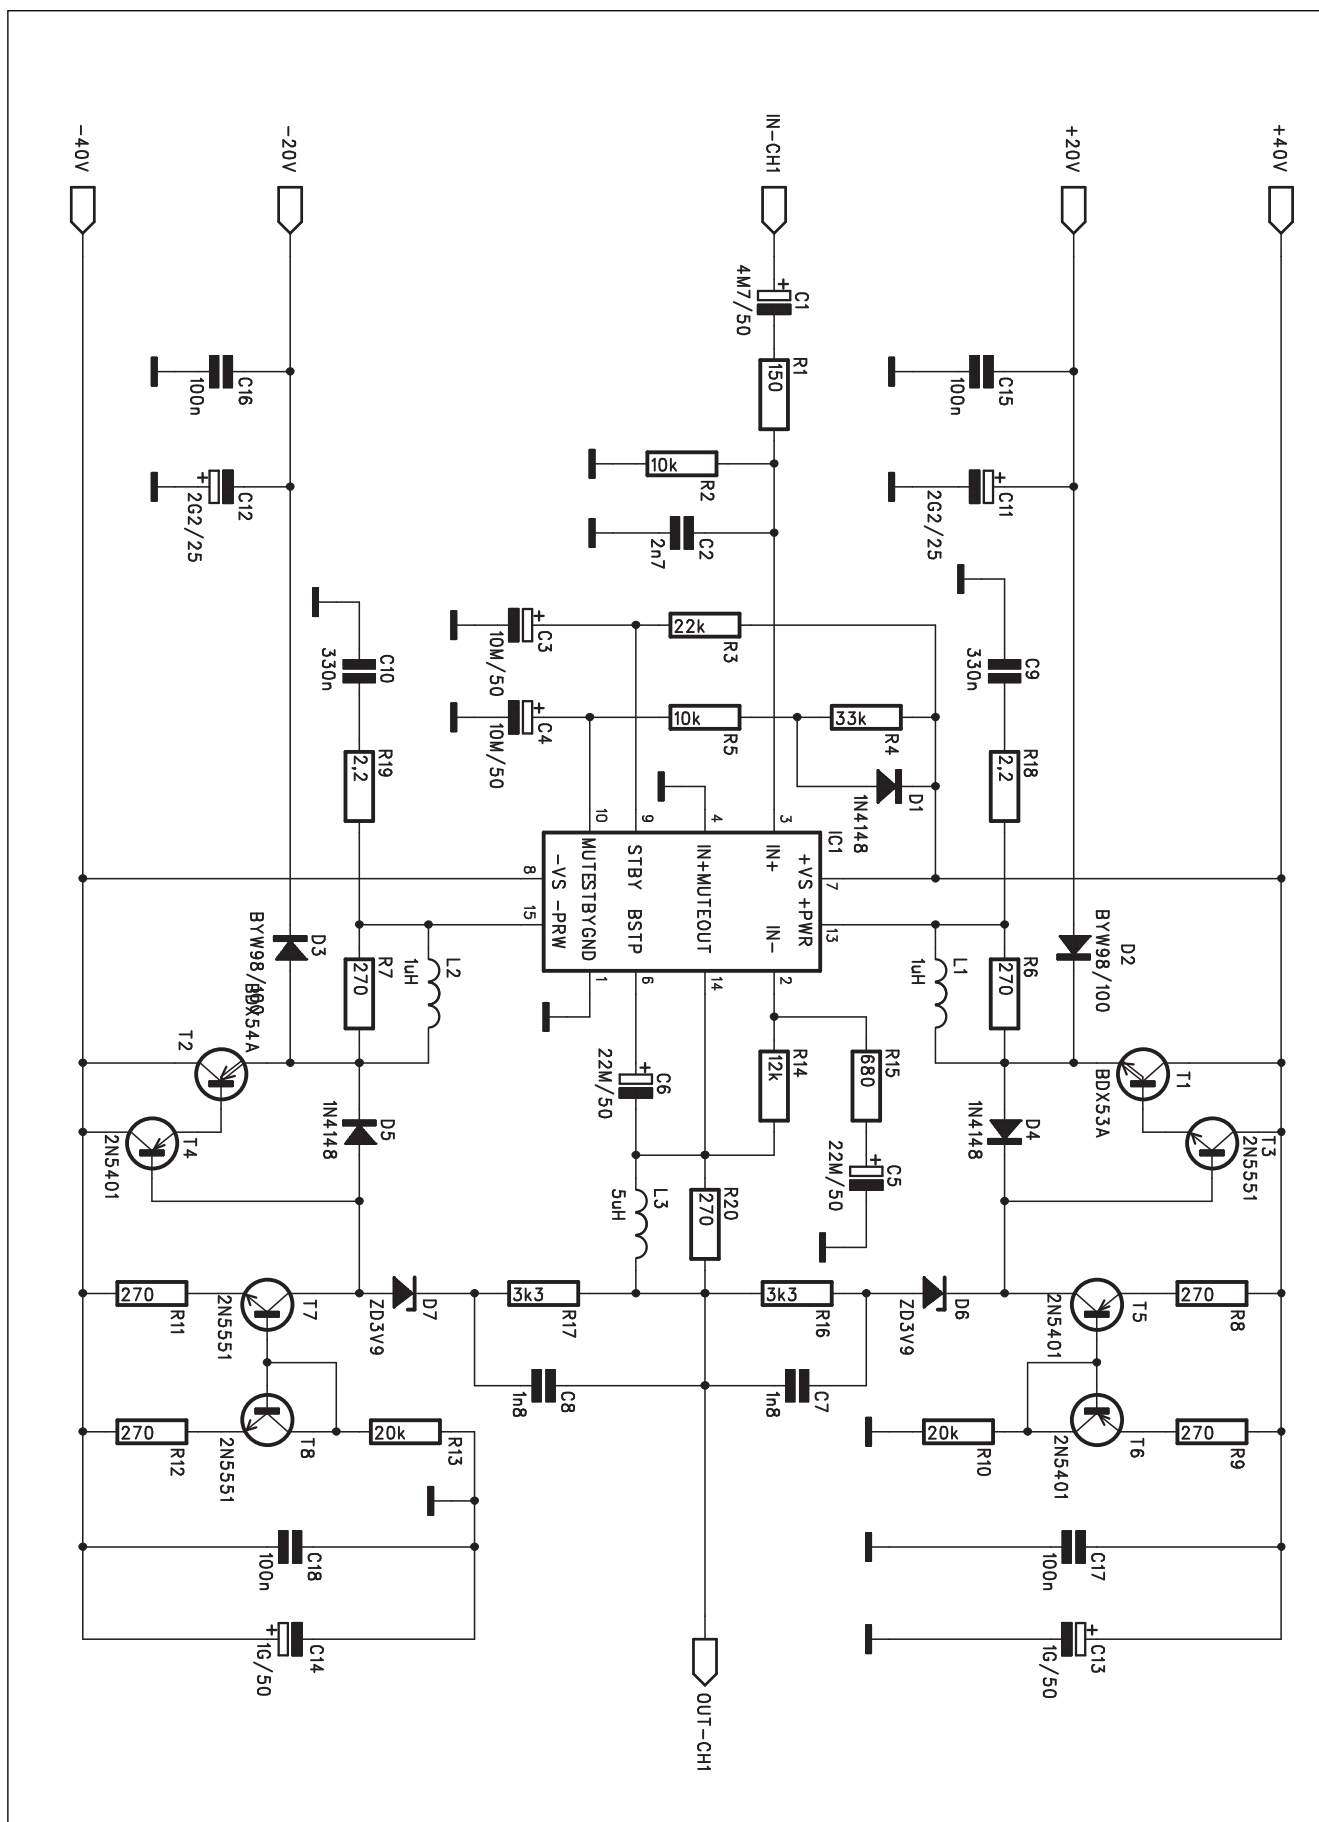 +40V
+20V
IN-CH1
-20V
-40V
C1
4M7/50
R1
150
C15
100n
C11
2G2/25
C16
100n
C12
2G2/25
R2
10k
C2
2n7
C9
330n
R18
2,2
R3
22k
C3
10M/50
R4
33k
R5
10k
C4
10M/50
D1
1N4148
C10
330n
R19
2,2
IC1
3
4
9
10
7
13
8
15
2
14
6
1
+VS +PWR
IN+ IN-
IN+MUTEOUT
STBY BSTP
MUTESTBYGND
-VS -PRW
D2
BYW98/100
R6
270
L1
1uH
D3
BYW98/100
R7
270
L2
1uH
T1
BDX53A
T3
2N5551
D4
1N4148
T2
BDX54A
T4
2N5401
D5
1N4148
R15
680
C5
22M/50
R14
12k
C6
22M/50
R20
270
L3
5uH
R8
270
T5
2N5401
D6
ZD3V9
R16
3k3
R17
3k3
D7
ZD3V9
T7
2N5551
R11
270
R9
270
T6
2N5401
R10
20k
C7
1n8
C8
1n8
R13
20k
T8
2N5551
R12
270
C17
100n
C13
1G/50
C18
100n
C14
1G/50
OUT-CH1